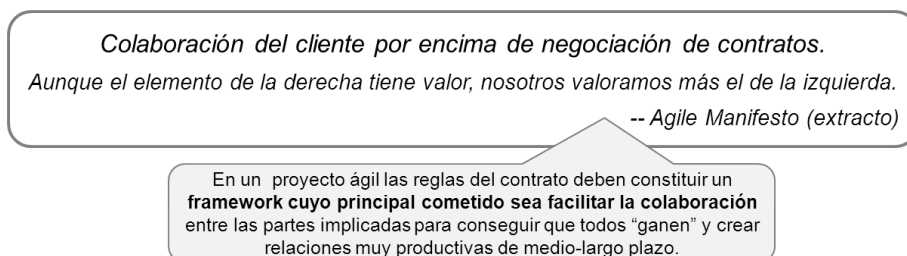 Colaboración del cliente por encima de negociación de contratos.
Aunque el elemento de la derecha tiene valor, nosotros valoramos más el de la izquierda.
-- Agile Manifesto (extracto)
En un proyecto ágil las reglas del contrato deben constituir un
framework cuyo principal cometido sea facilitar la colaboración
entre las partes implicadas para conseguir que todos “ganen” y crear
relaciones muy productivas de medio-largo plazo.